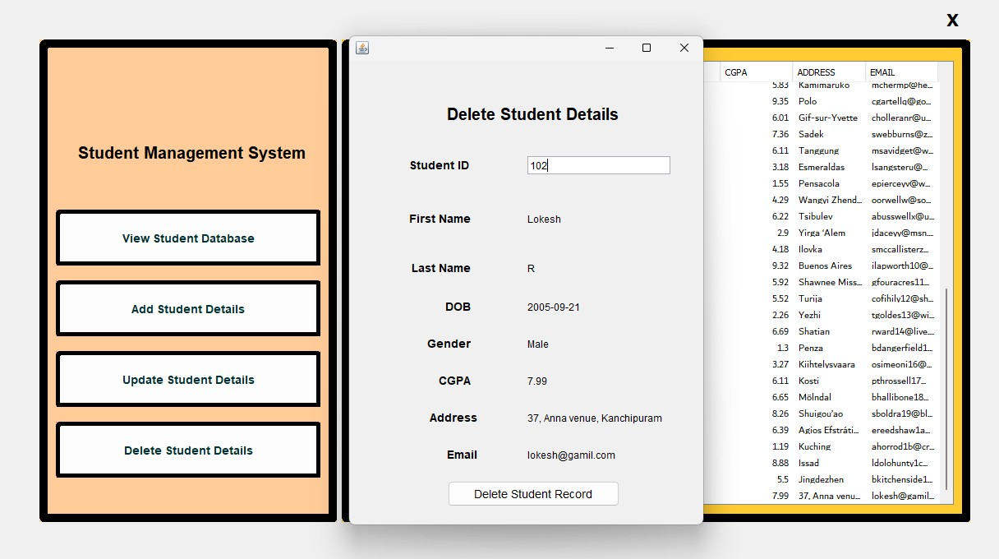 X
Student Management System
View Student Database
Add Student Details
Update Student Details
Delete Student Details
Delete Student Details
Student ID 102
First Name Lokesh
Last Name R
DOB 2005-09-21
Gender Male
CGPA 7.99
Address 37, Anna venue, Kanchipuram
Email lokesh@gamil.com
Delete Student Record
CGPA ADDRESS EMAIL
5.83 Kamimaruko mchermp@he...
9.35 Polo cgartellq@go...
6.01 Gif-sur-Yvette cholleranr@u...
7.36 Sadek swebburns@z...
6.11 Tanggung msavidget@w...
3.18 Esmeraldas lsangsteru@...
1.55 Pensacola epierceyv@w...
4.29 Wangyi Zhend... oorwellw@so...
6.22 Tsibulev abusswellx@u...
2.9 Yirga ‘Alem jdaceyy@msn....
4.18 Ilovka smccallisterz...
9.32 Buenos Aires ilapworth10@...
5.92 Shawnee Miss... gfouracres11...
5.52 Turija cofihily12@sh...
2.26 Yezhi tgoldes13@wi...
6.69 Shatian rward14@live....
1.3 Penza bdangerfield1...
3.27 Kiihtelysvaara osimeoni16@...
6.11 Kosti pthrossell17...
6.65 Mölndal bhallibone18...
8.26 Shuigou’ao sboldra19@bl...
6.39 Agios Efstráti... ereedshaw1a...
1.19 Kuching ahorrod1b@cr...
8.88 Issad ldolohunty1c...
5.5 Jingdezhen bkitchenside1...
7.99 37, Anna venu... lokesh@gamil...